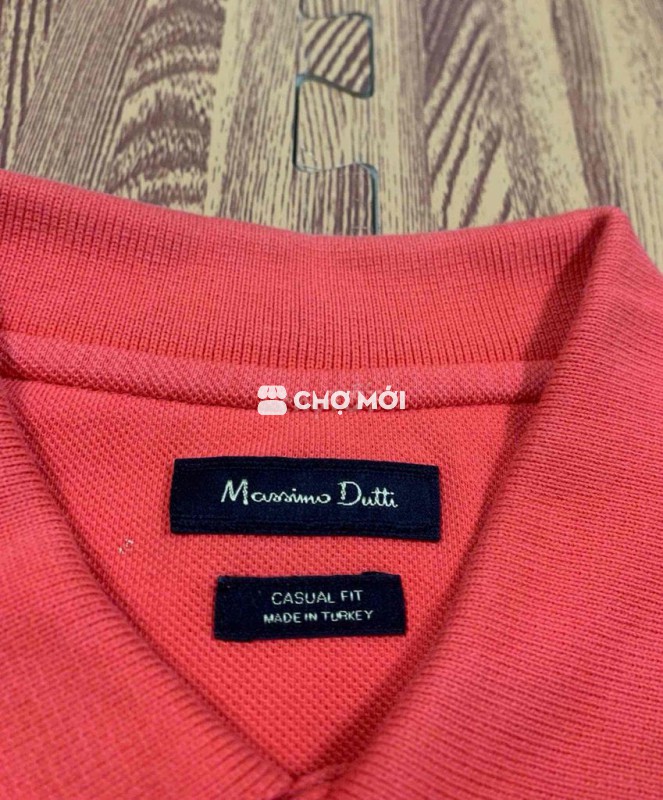 CHỢ MỚI
Massimo Dutti
CASUAL FIT
MADE IN TURKEY